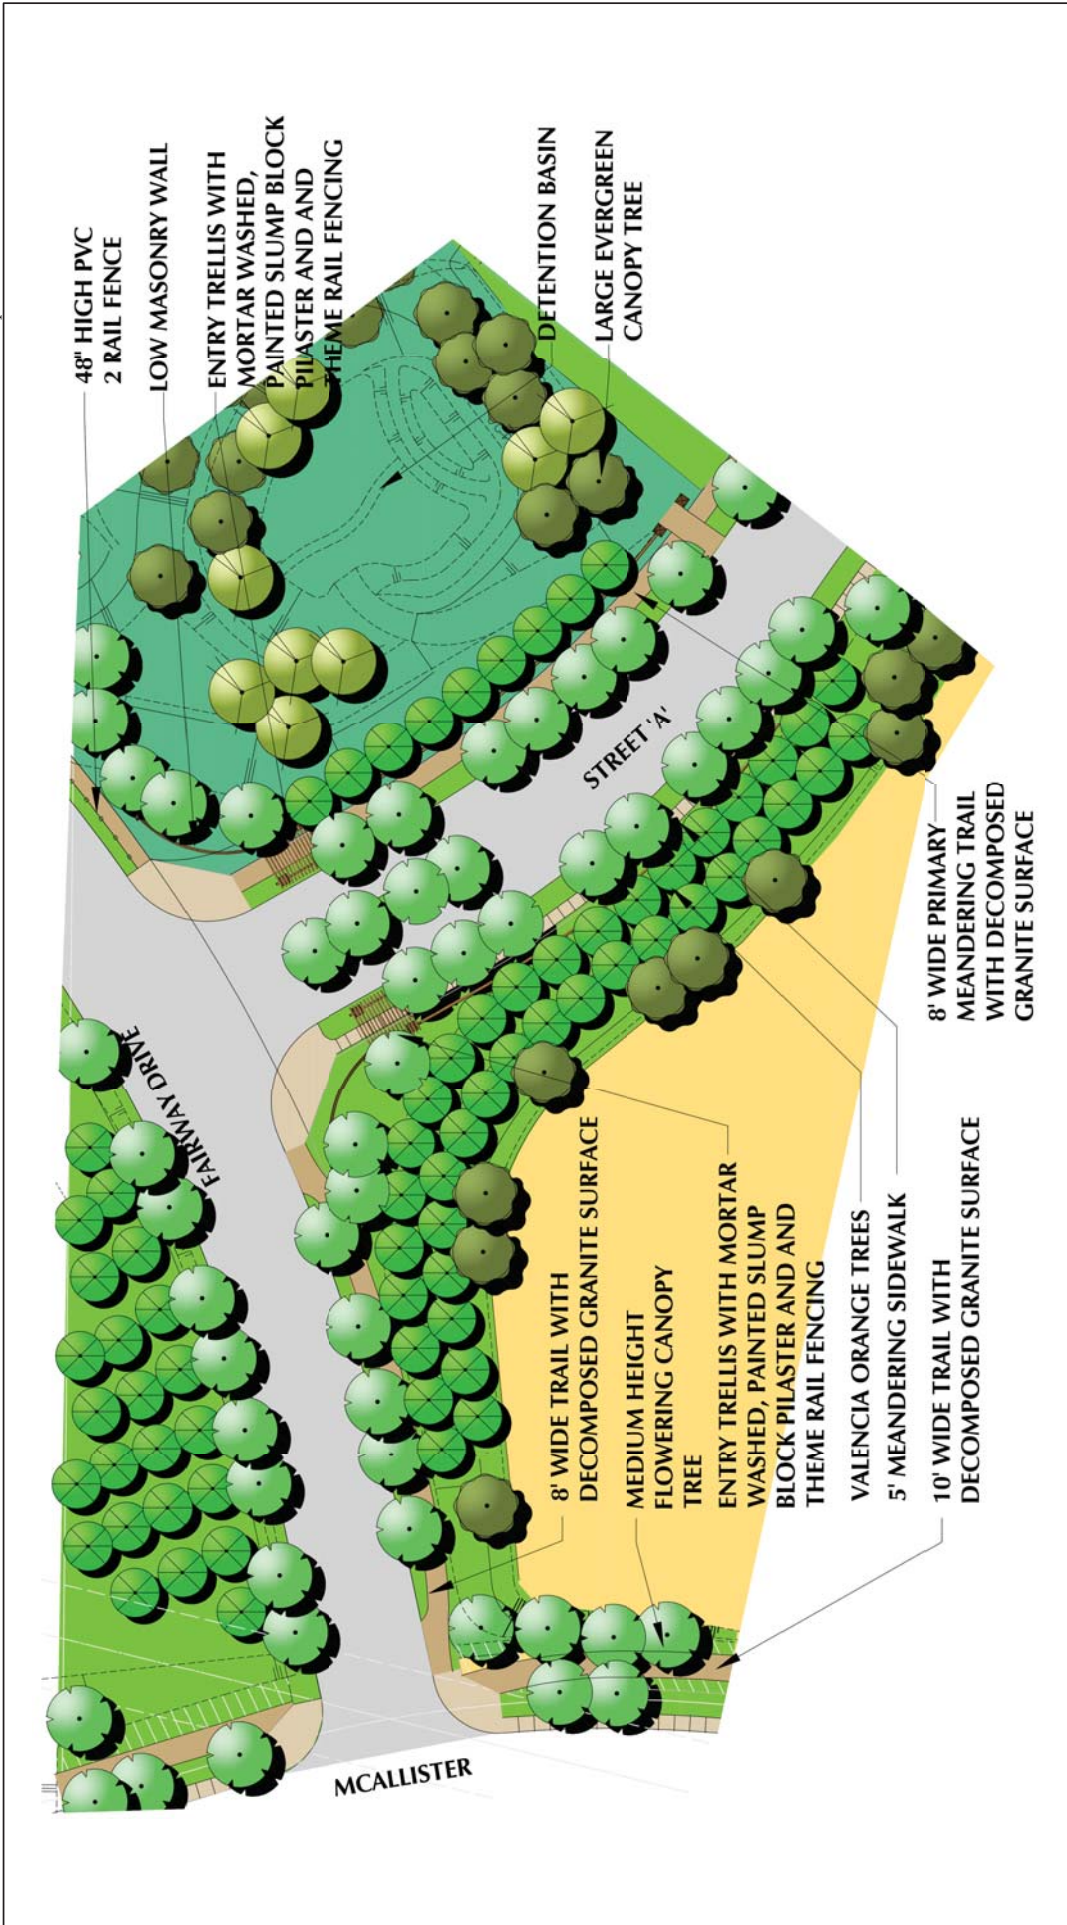 48" HIGH PVC
2 RAIL FENCE
LOW MASONRY WALL
ENTRY TRELLIS WITH
MORTAR WASHED,
PAINTED SLUMP BLOCK
PILASTER AND AND
THEME RAIL FENCING
DETENTION BASIN
LARGE EVERGREEN
CANOPY TREE
STREET 'A'
FAIRWAY DRIVE
MCALLISTER
8' WIDE TRAIL WITH
DECOMPOSED GRANITE SURFACE
MEDIUM HEIGHT
FLOWERING CANOPY
TREE
ENTRY TRELLIS WITH MORTAR
WASHED, PAINTED SLUMP
BLOCK PILASTER AND AND
THEME RAIL FENCING
VALENCIA ORANGE TREES
5' MEANDERING SIDEWALK
10' WIDE TRAIL WITH
DECOMPOSED GRANITE SURFACE
8' WIDE PRIMARY
MEANDERING TRAIL
WITH DECOMPOSED
GRANITE SURFACE